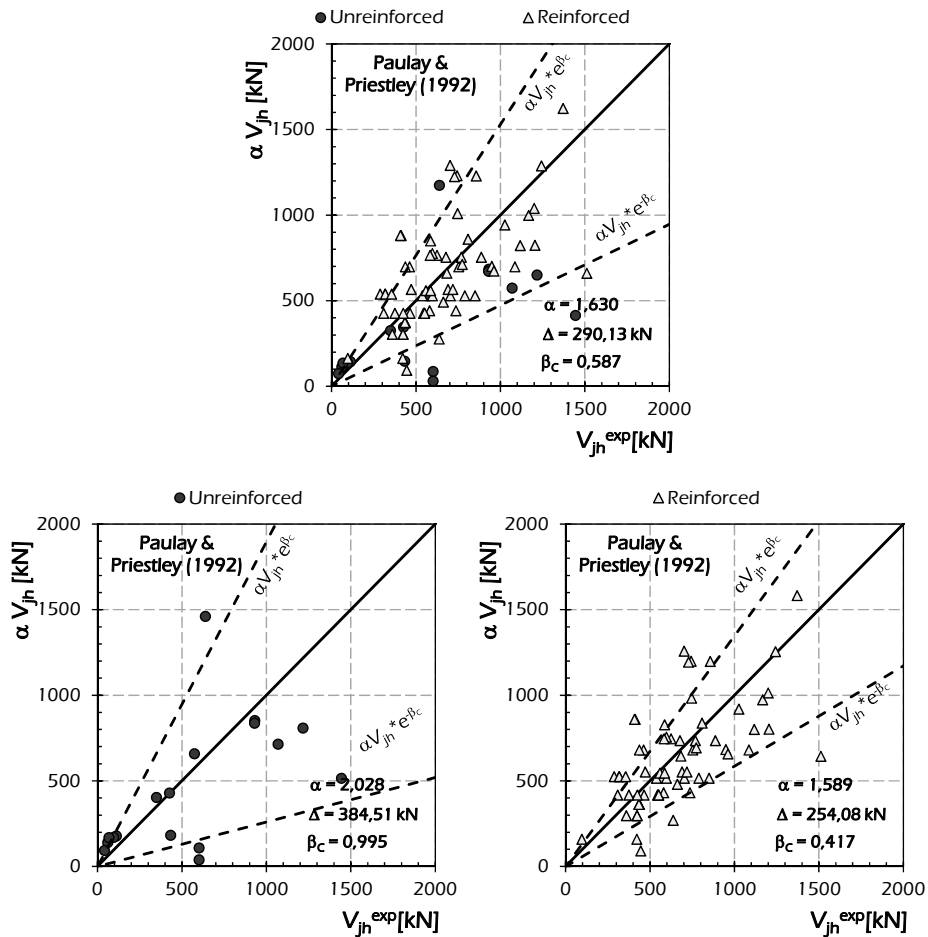 Unreinforced Reinforced
2000
1500
1000
500
0
α V_jh [kN]
Paulay &
Priestley (1992)
αV_jh*e^β_C
αV_jh*e^-β_C
α = 1,630
Δ = 290,13 kN
β_C = 0,587
0 500 1000 1500 2000
V_jh^exp[kN]
Unreinforced
2000
1500
1000
500
0
α V_jh [kN]
Paulay &
Priestley (1992)
αV_jh*e^β_C
αV_jh*e^-β_C
α = 2,028
Δ = 384,51 kN
β_C = 0,995
0 500 1000 1500 2000
V_jh^exp[kN]
Reinforced
2000
1500
1000
500
0
α V_jh [kN]
Paulay &
Priestley (1992)
αV_jh*e^β_C
αV_jh*e^-β_C
α = 1,589
Δ = 254,08 kN
β_C = 0,417
0 500 1000 1500 2000
V_jh^exp[kN]